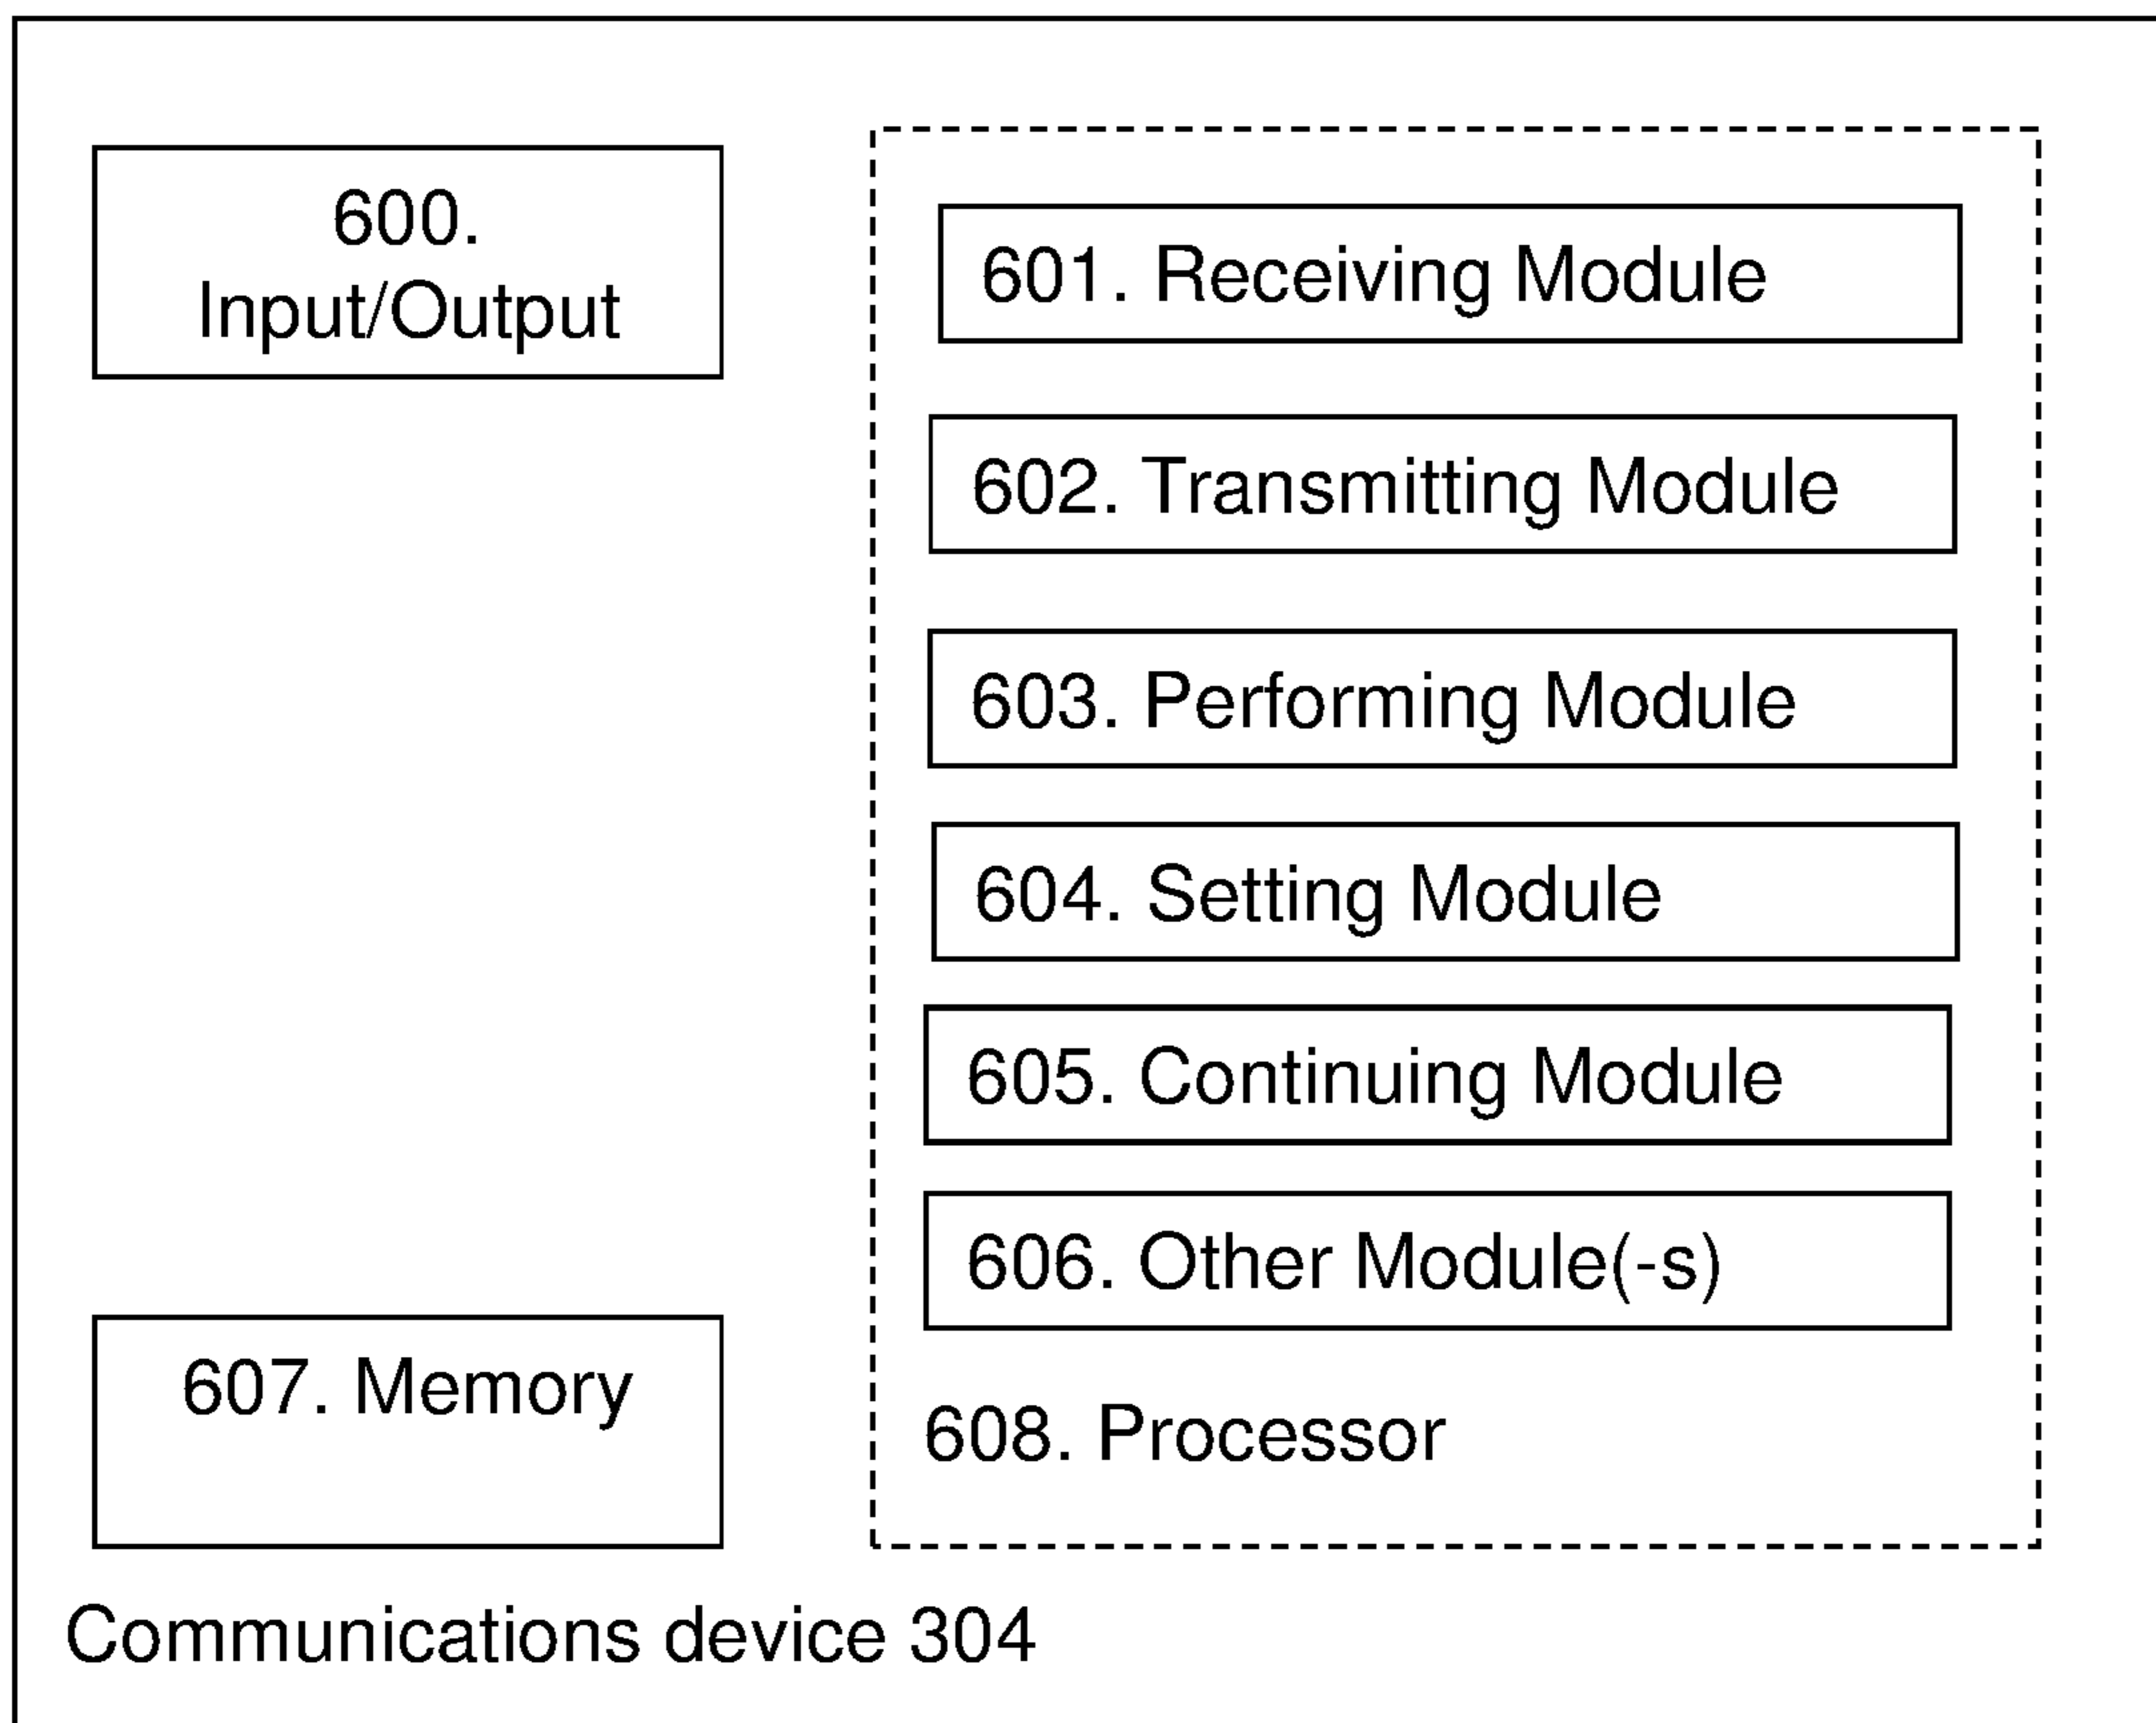 600.
Input/Output
601. Receiving Module
602. Transmitting Module
603. Performing Module
604. Setting Module
605. Continuing Module
606. Other Module(-s)
607. Memory
608. Processor
Communications device 304